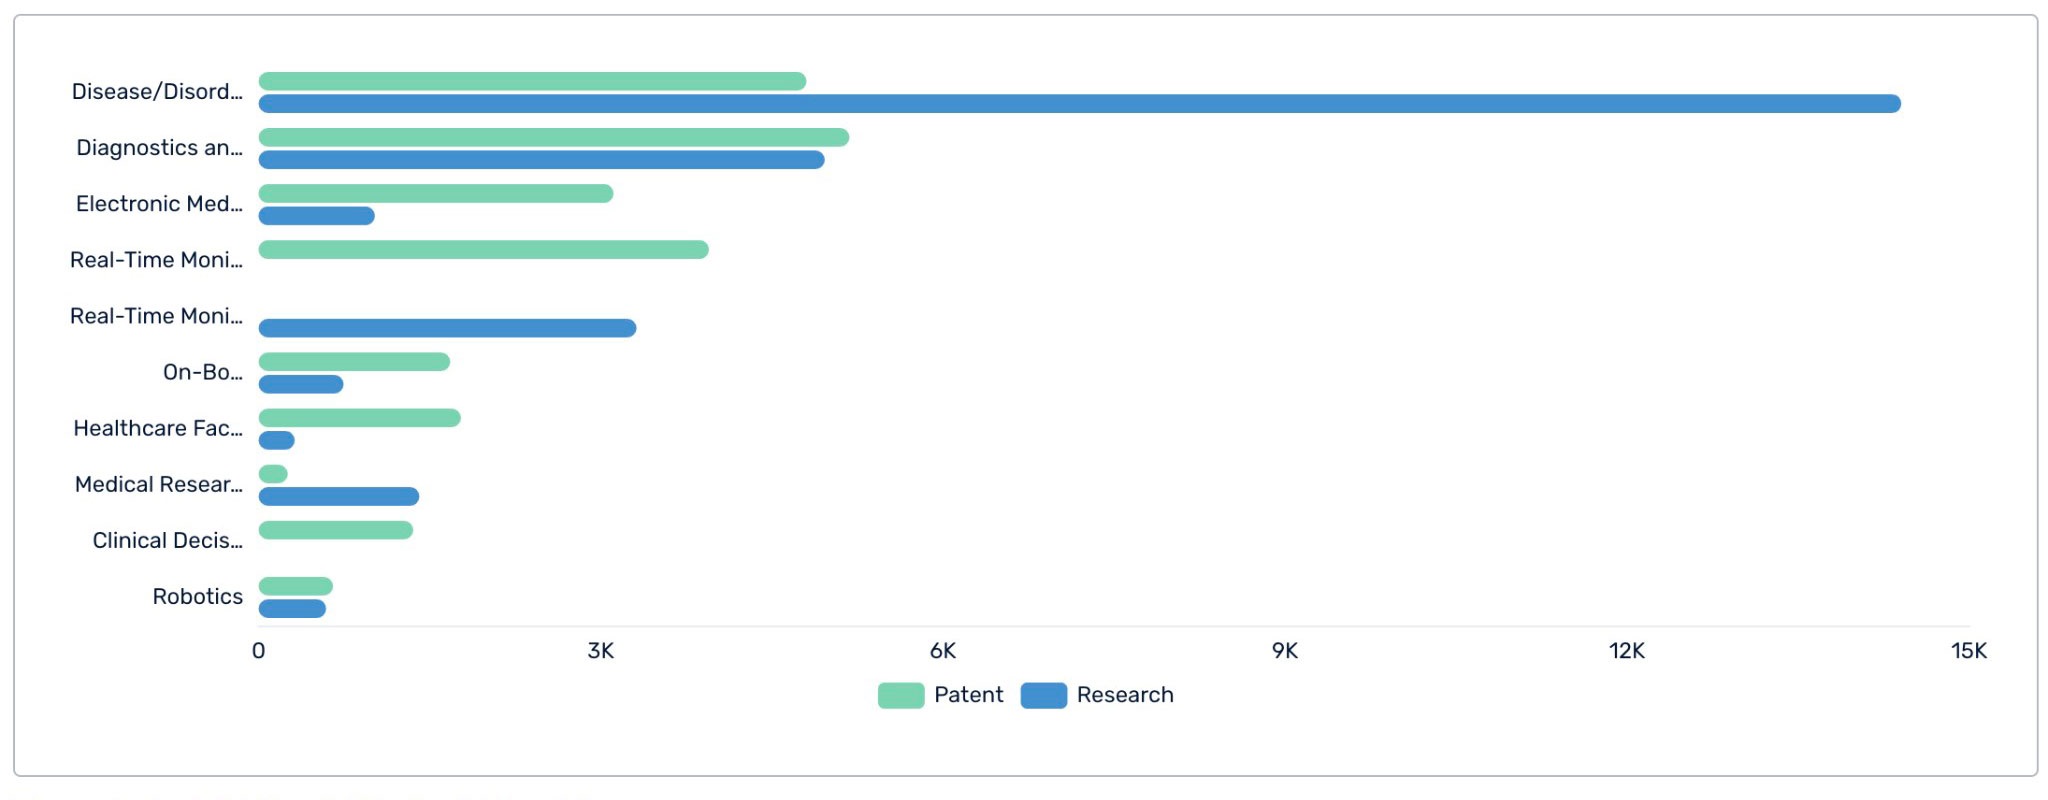 Disease/Disord…
Diagnostics an…
Electronic Med…
Real-Time Moni…
Real-Time Moni…
On-Bo…
Healthcare Fac…
Medical Resear…
Clinical Decis…
Robotics
0 3K 6K 9K 12K 15K
Patent Research